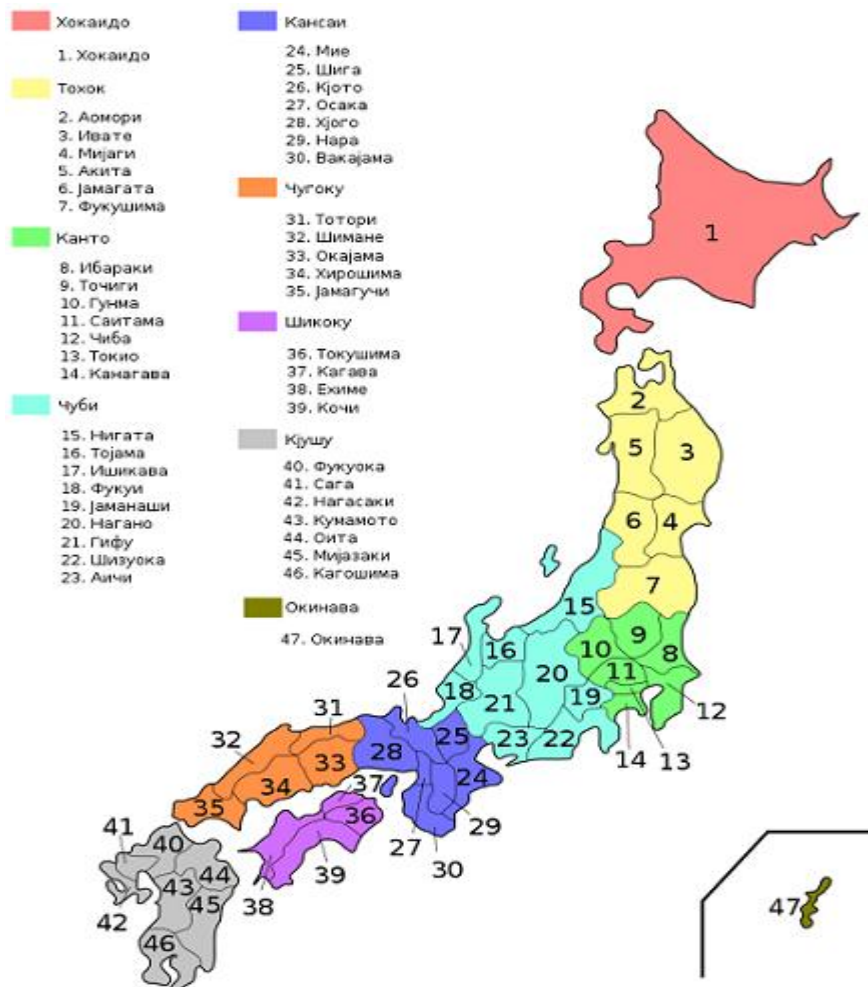 Хокаидо
1. Хокаидо
Тохок
2. Аомори
3. Ивате
4. Мијаги
5. Акита
6. Јамагата
7. Фукушима
Канто
8. Ибараки
9. Точиги
10. Гунма
11. Саитама
12. Чиба
13. Токио
14. Канагава
Чуби
15. Нигата
16. Тојама
17. Ишикава
18. Фукуи
19. Јаманаши
20. Нагано
21. Гифу
22. Шизуока
23. Аичи
Кансаи
24. Мие
25. Шига
26. Кјото
27. Осака
28. Хјого
29. Нара
30. Вакајама
Чугоку
31. Тотори
32. Шимане
33. Окајама
34. Хирошима
35. Јамагучи
Шикоку
36. Токушима
37. Кагава
38. Ехиме
39. Кочи
Кјушу
40. Фукуока
41. Сага
42. Нагасаки
43. Кумамото
44. Оита
45. Мијазаки
46. Кагошима
Окинава
47. Окинава
1
2
5
3
6
4
7
15
17
16
10
9
8
20
11
26
18
21
19
12
31
25
23
22
14
13
32
28
33
24
34
37
35
36
29
41
40
27
30
44
39
43
38
47
42
45
46